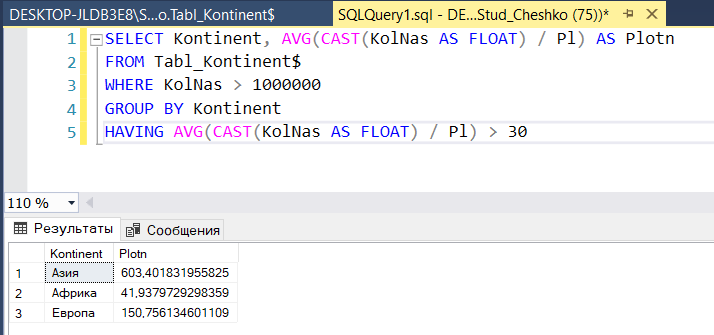 DESKTOP-JLDB3E8\S...o.Tabl_Kontinent$ SQLQuery1.sql - DE...Stud_Cheshko (75))*
1 SELECT Kontinent, AVG(CAST(KolNas AS FLOAT) / Pl) AS Plotn
2 FROM Tabl_Kontinent$
3 WHERE KolNas > 1000000
4 GROUP BY Kontinent
5 HAVING AVG(CAST(KolNas AS FLOAT) / Pl) > 30
110 %
Результаты Сообщения
Kontinent Plotn
1 Азия 603,401831955825
2 Африка 41,9379729298359
3 Европа 150,756134601109